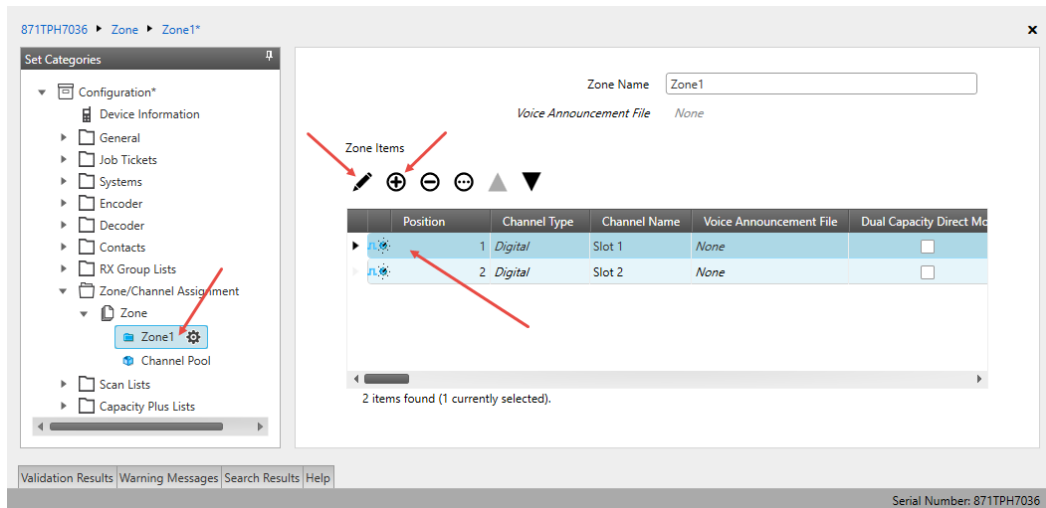 871TPH7036 Zone Zone1*
Set Categories
Configuration*
Device Information
General
Job Tickets
Systems
Encoder
Decoder
Contacts
RX Group Lists
Zone/Channel Assignment
Zone
Zone1
Channel Pool
Scan Lists
Capacity Plus Lists
Zone Name Zone1
Voice Announcement File None
Zone Items
Position Channel Type Channel Name Voice Announcement File Dual Capacity Direct Mo
1 Digital Slot 1 None
2 Digital Slot 2 None
2 items found (1 currently selected).
Validation Results Warning Messages Search Results Help
Serial Number: 871TPH7036